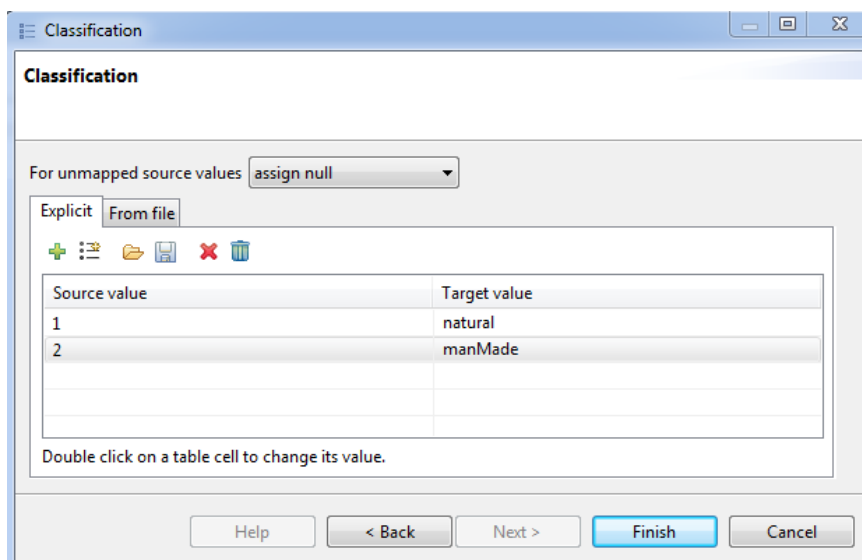 Classification
Classification
For unmapped source values assign null
Explicit From file
Source value Target value
1 natural
2 manMade
Double click on a table cell to change its value.
Help < Back Next > Finish Cancel